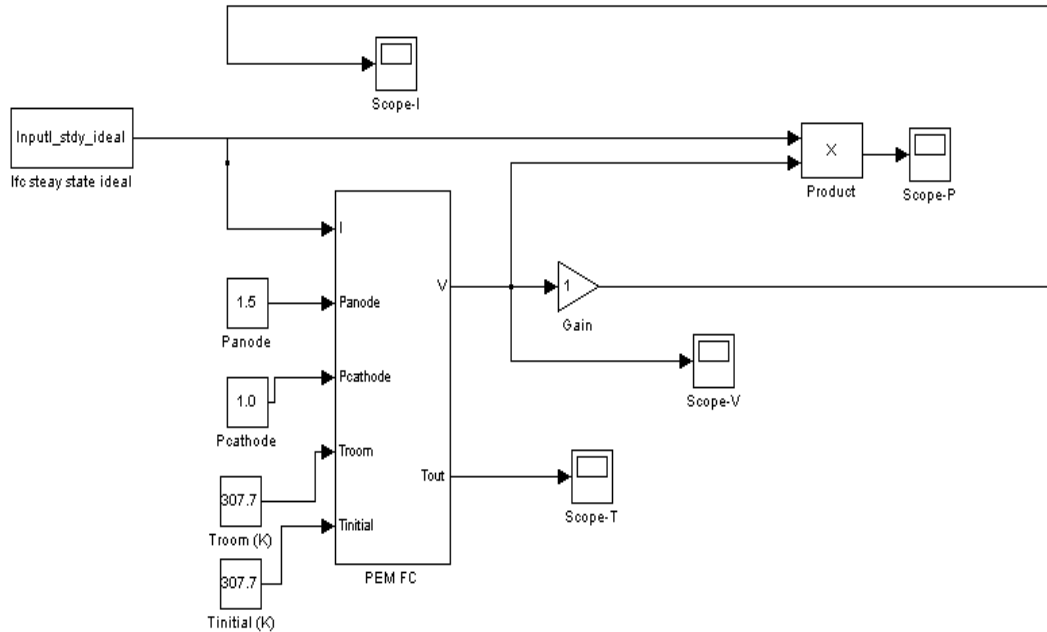 Scope-I
InputI_stdy_ideal
Ifc steay state ideal
X
Product
Scope-P
I
V
1
Gain
1.5
Panode
Panode
Scope-V
1.0
Pcathode
Pcathode
307.7
Troom (K)
Troom
Tout
Scope-T
307.7
Tinitial (K)
Tinitial
PEM FC